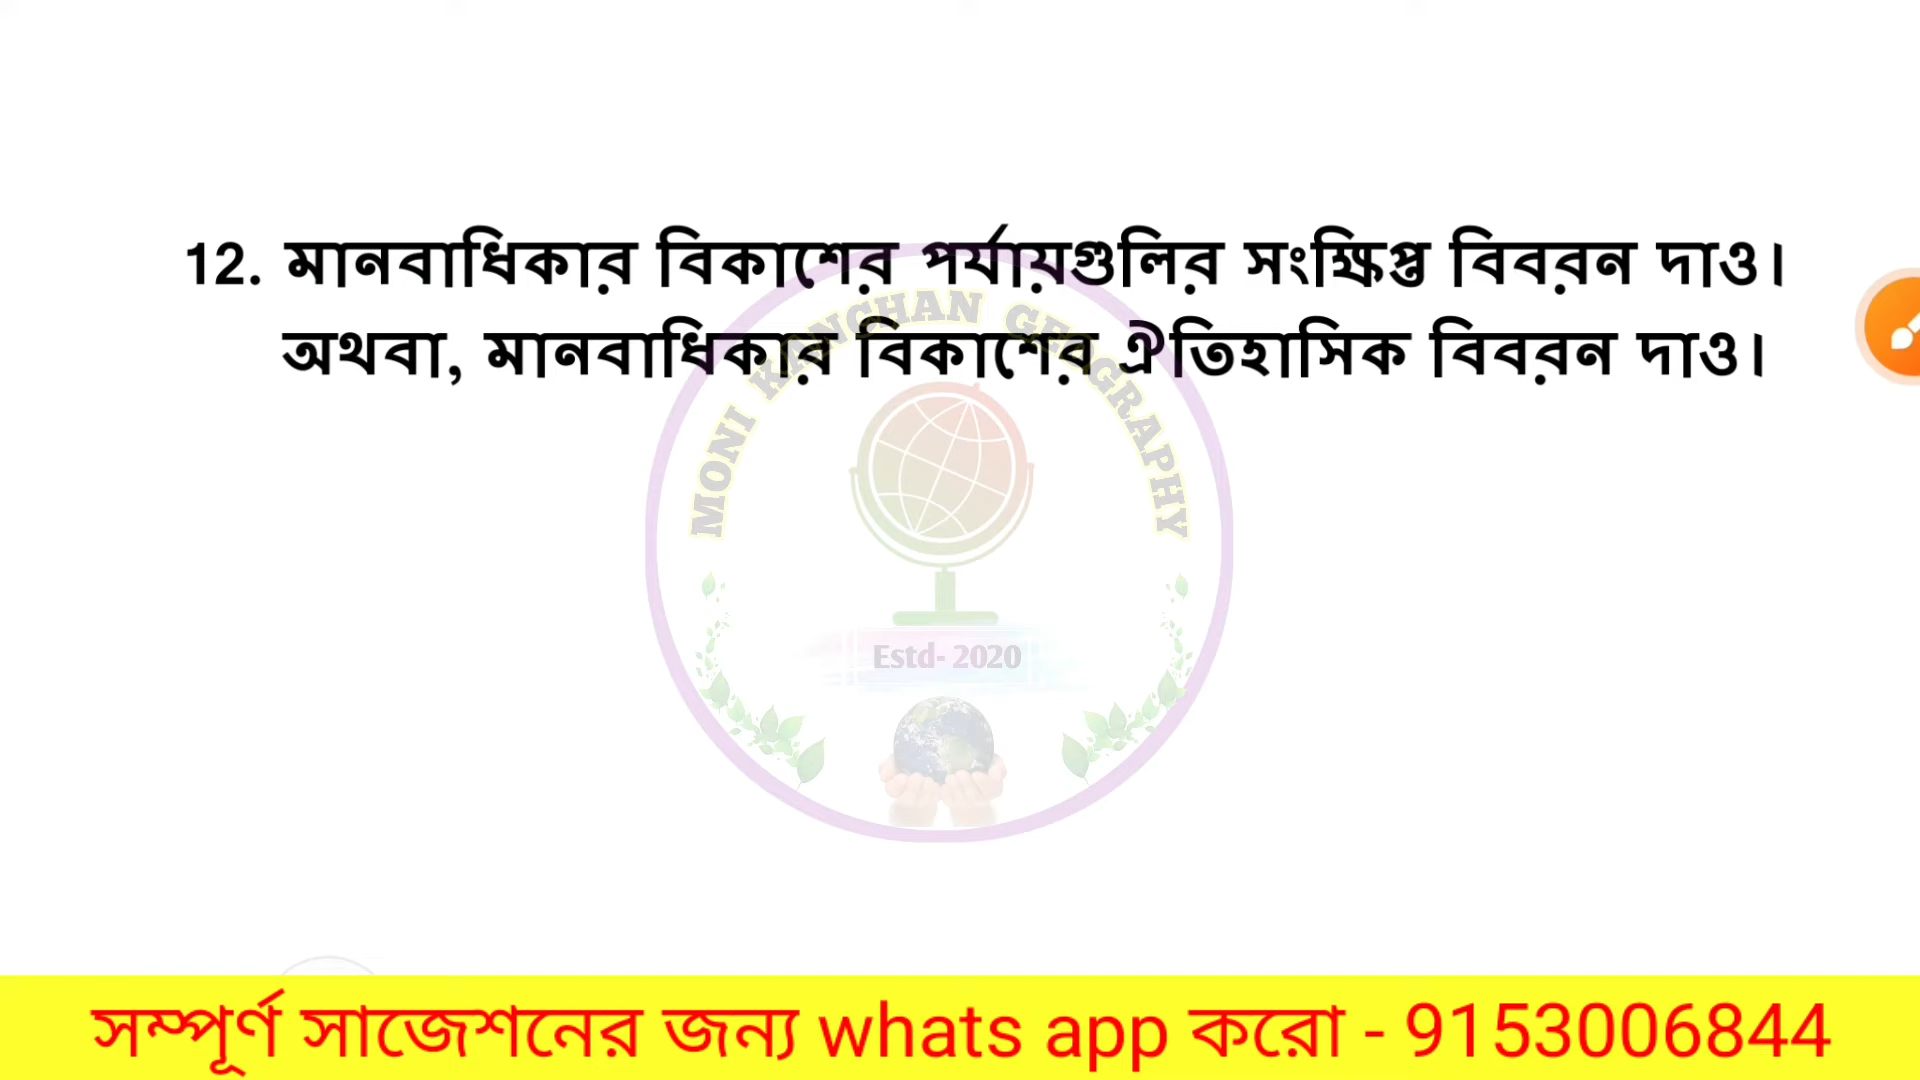 12. মানবাধিকার বিকাশের পর্যায়গুলির সংক্ষিপ্ত বিবরন দাও।
অথবা, মানবাধিকার বিকাশের ঐতিহাসিক বিবরন দাও।
MONI KANCHAN GEOGRAPHY
Estd- 2020
সম্পূর্ণ সাজেশনের জন্য whats app করো - 9153006844